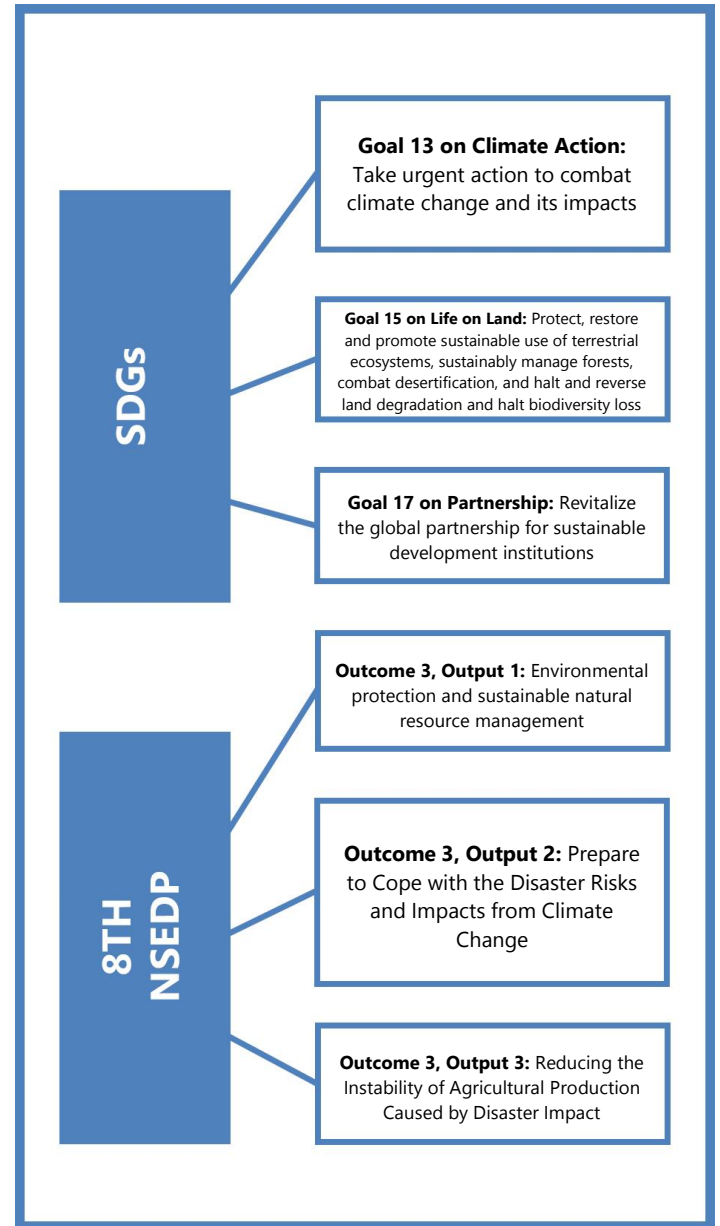 SDGs
Goal 13 on Climate Action:
Take urgent action to combat
climate change and its impacts
Goal 15 on Life on Land: Protect, restore
and promote sustainable use of terrestrial
ecosystems, sustainably manage forests,
combat desertification, and halt and reverse
land degradation and halt biodiversity loss
Goal 17 on Partnership: Revitalize
the global partnership for sustainable
development institutions
8TH
NSEDP
Outcome 3, Output 1: Environmental
protection and sustainable natural
resource management
Outcome 3, Output 2: Prepare
to Cope with the Disaster Risks
and Impacts from Climate
Change
Outcome 3, Output 3: Reducing the
Instability of Agricultural Production
Caused by Disaster Impact